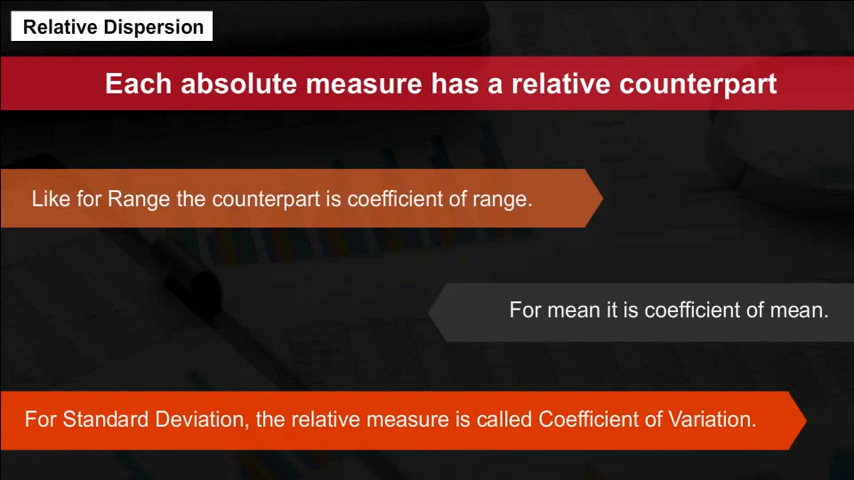 Relative Dispersion
Each absolute measure has a relative counterpart
Like for Range the counterpart is coefficient of range.
For mean it is coefficient of mean.
For Standard Deviation, the relative measure is called Coefficient of Variation.